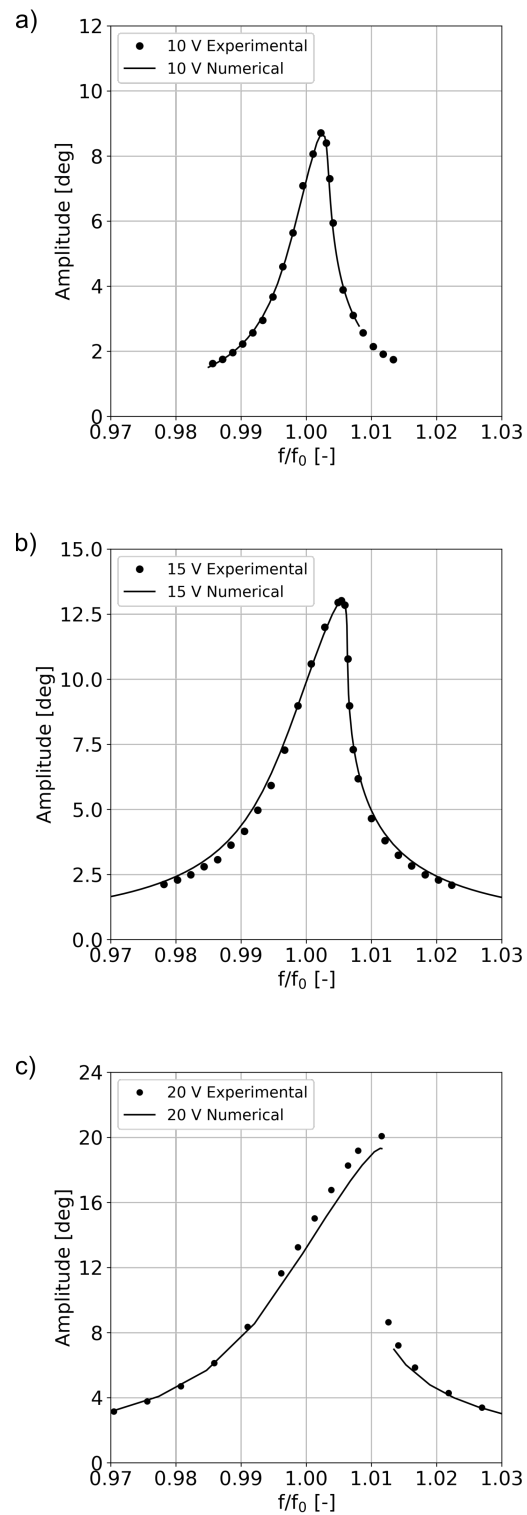 a)
12
10 V Experimental
10 V Numerical
10
8
6
4
2
0
Amplitude [deg]
0.97 0.98 0.99 1.00 1.01 1.02 1.03
f/f0 [-]
b)
15.0
15 V Experimental
15 V Numerical
12.5
10.0
7.5
5.0
2.5
0.0
Amplitude [deg]
0.97 0.98 0.99 1.00 1.01 1.02 1.03
f/f0 [-]
c)
24
20 V Experimental
20 V Numerical
20
16
12
8
4
0
Amplitude [deg]
0.97 0.98 0.99 1.00 1.01 1.02 1.03
f/f0 [-]